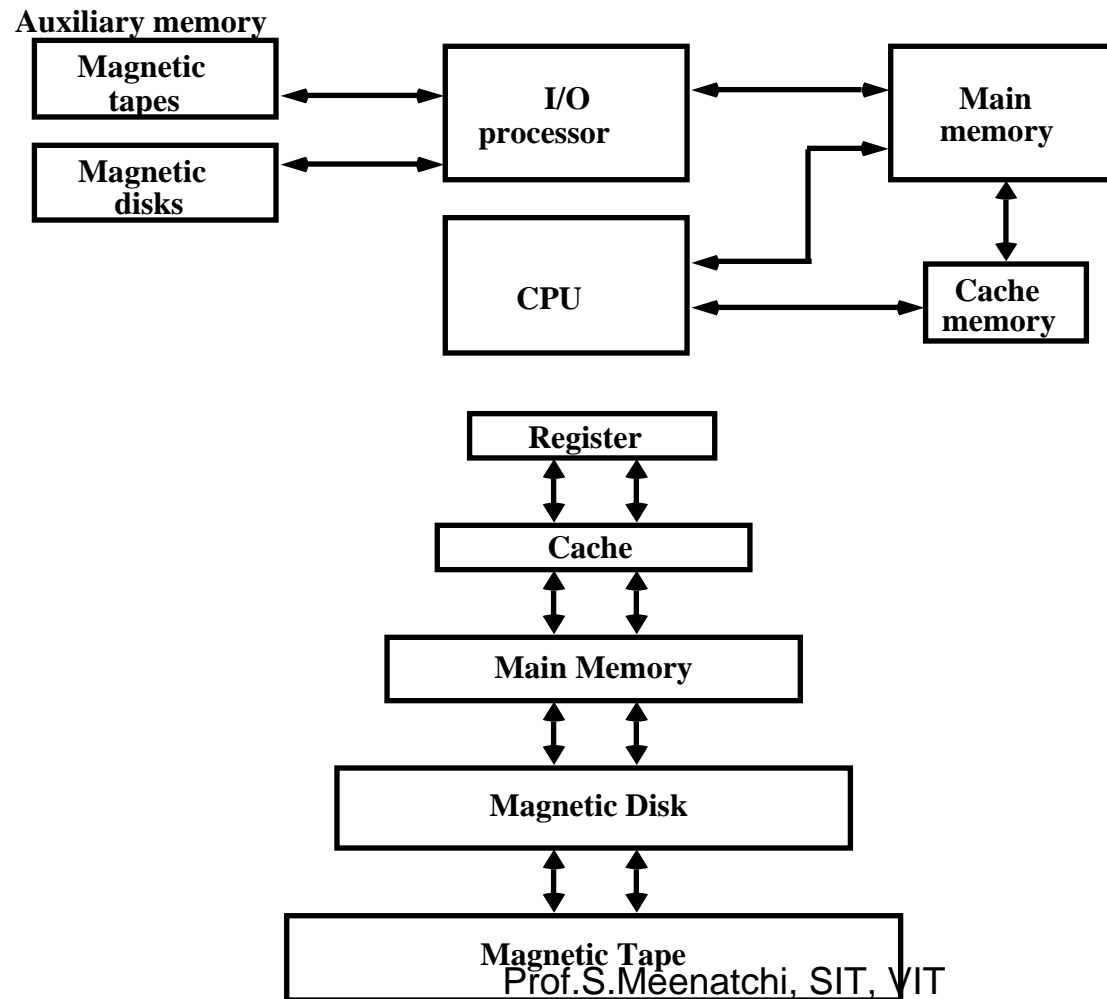 Auxiliary memory
Magnetic
tapes
Magnetic
disks
I/O
processor
CPU
Main
memory
Cache
memory
Register
Cache
Main Memory
Magnetic Disk
Magnetic Tape
Prof.S.Meenatchi, SIT, VIT